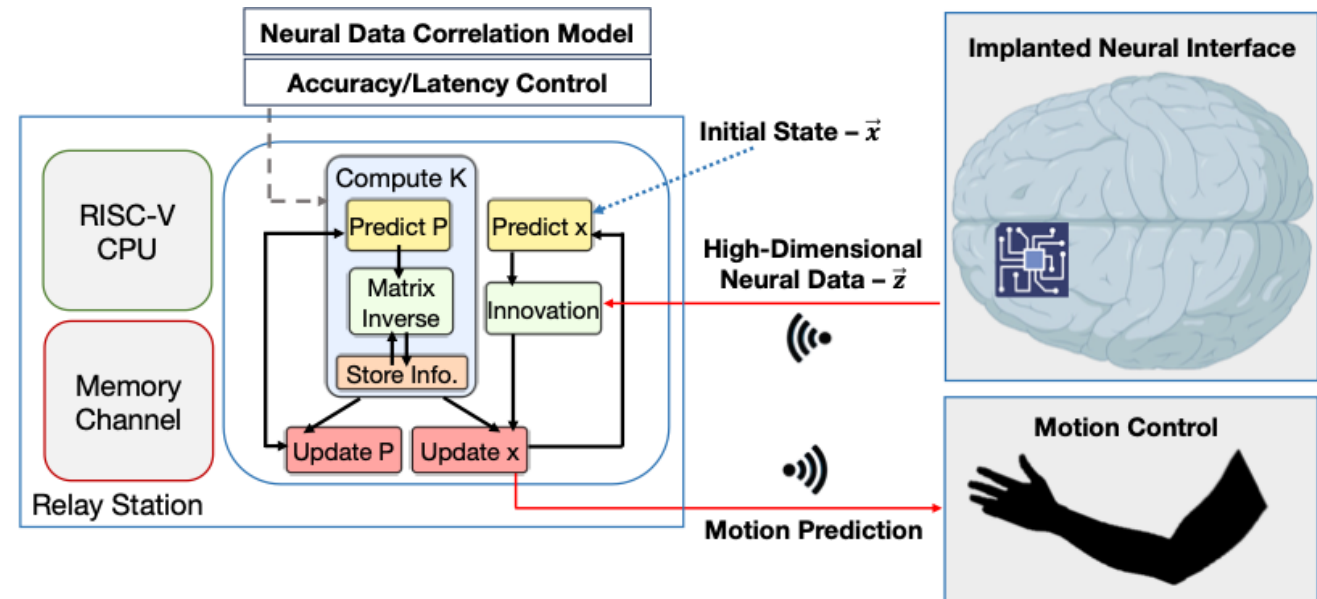 Neural Data Correlation Model
Accuracy/Latency Control
Implanted Neural Interface
Initial State – x⃗
RISC-V
CPU
Compute K
Predict P
Predict x
High-Dimensional
Neural Data – z⃗
Matrix
Inverse
Innovation
Store Info.
Memory
Channel
Update P
Update x
Relay Station
Motion Prediction
Motion Control